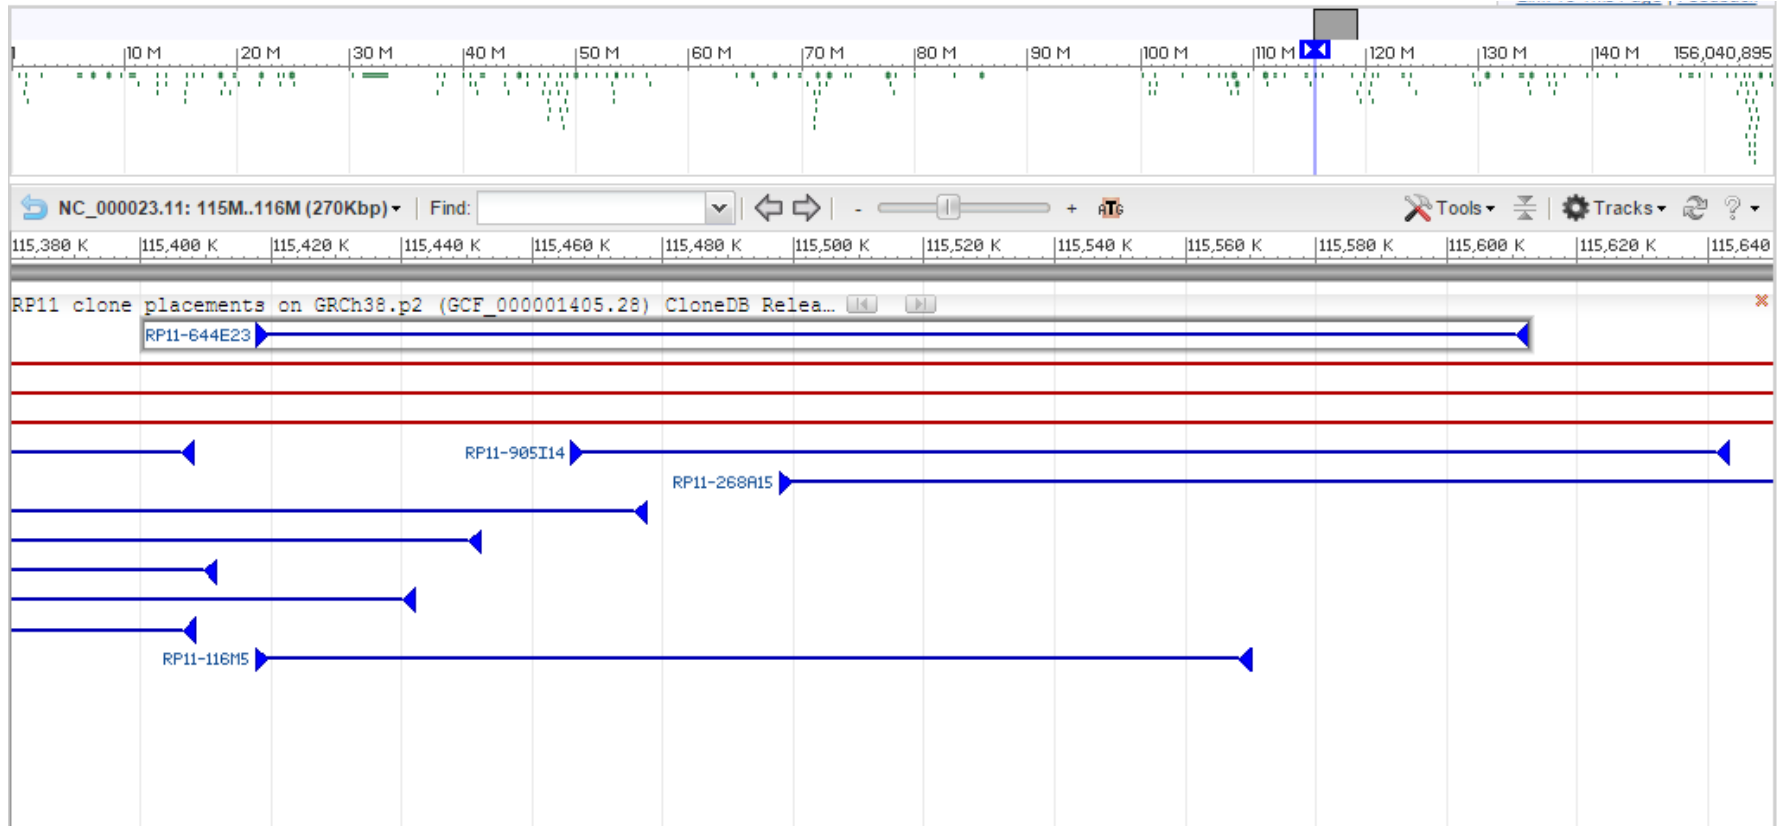 10 M 20 M 30 M 40 M 50 M 60 M 70 M 80 M 90 M 100 M 110 M 120 M 130 M 140 M 156,040,895
NC_000023.11: 115M..116M (270Kbp) Find: - + ATG Tools Tracks ?
115,380 K 115,400 K 115,420 K 115,440 K 115,460 K 115,480 K 115,500 K 115,520 K 115,540 K 115,560 K 115,580 K 115,600 K 115,620 K 115,640
RP11 clone placements on GRCh38.p2 (GCF_000001405.28) CloneDB Relea...
RP11-644E23
RP11-905I14
RP11-268A15
RP11-116M5